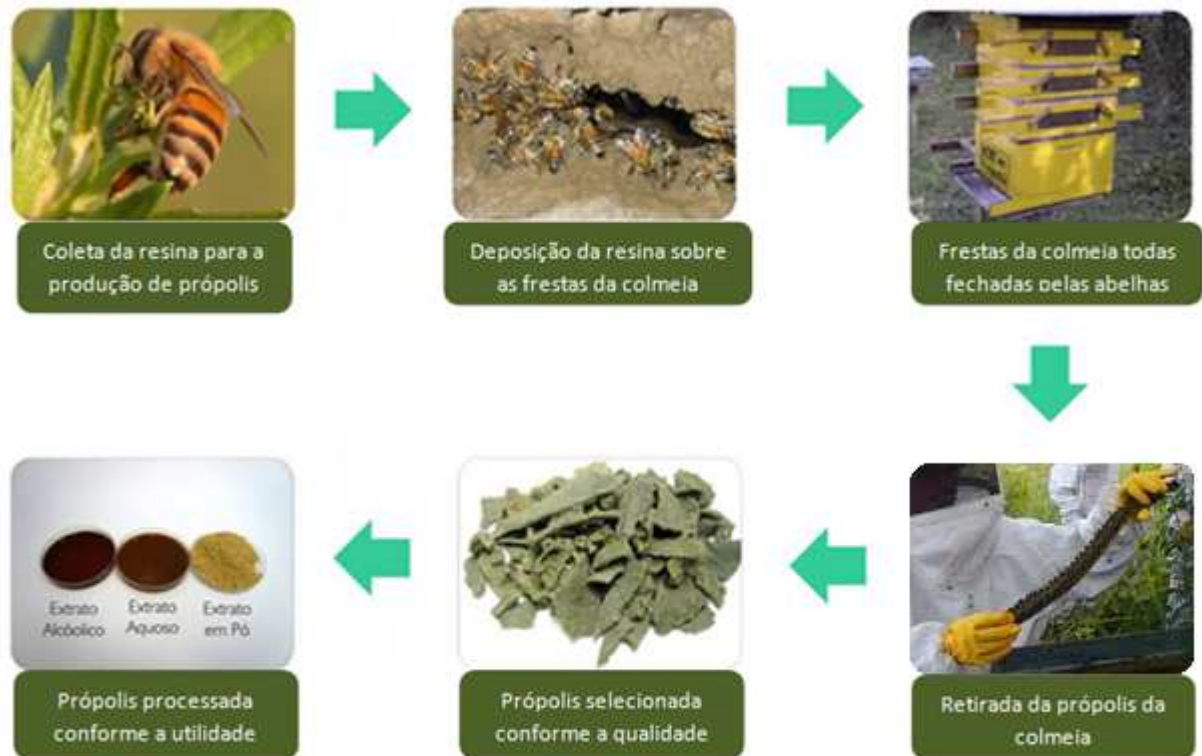 Coleta da resina para a
produção de própolis
Deposição da resina sobre
as frestas da colmeia
Frestas da colmeia todas
fechadas pelas abelhas
Retirada da própolis da
colmeia
Própolis selecionada
conforme a qualidade
Extrato
Alcóolico
Extrato
Aquoso
Extrato
em Pó
Própolis processada
conforme a utilidade